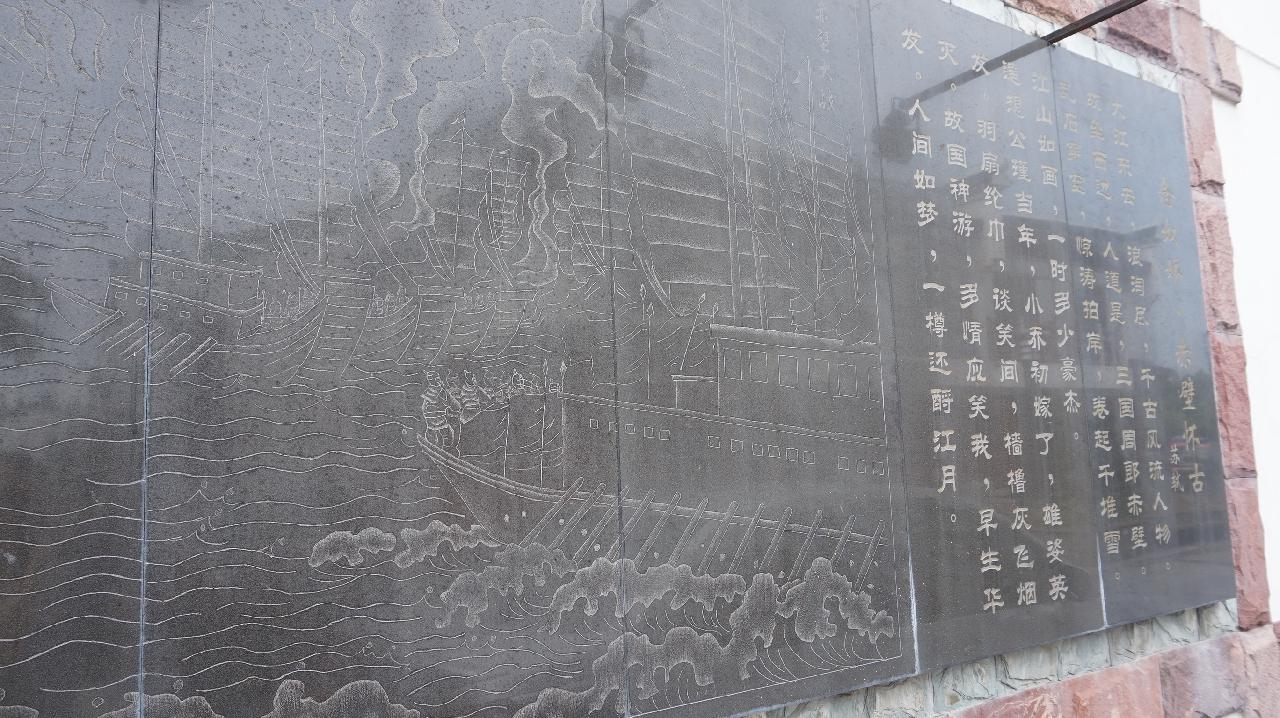 念奴娇·赤壁怀古
苏轼
大江东去，浪淘尽，千古风流人物。
故垒西边，人道是，三国周郎赤壁。
乱石穿空，惊涛拍岸，卷起千堆雪。
江山如画，一时多少豪杰。
遥想公瑾当年，小乔初嫁了，雄姿英
发。羽扇纶巾，谈笑间，樯橹灰飞烟
灭。故国神游，多情应笑我，早生华
发。人间如梦，一樽还酹江月。
赤壁大战